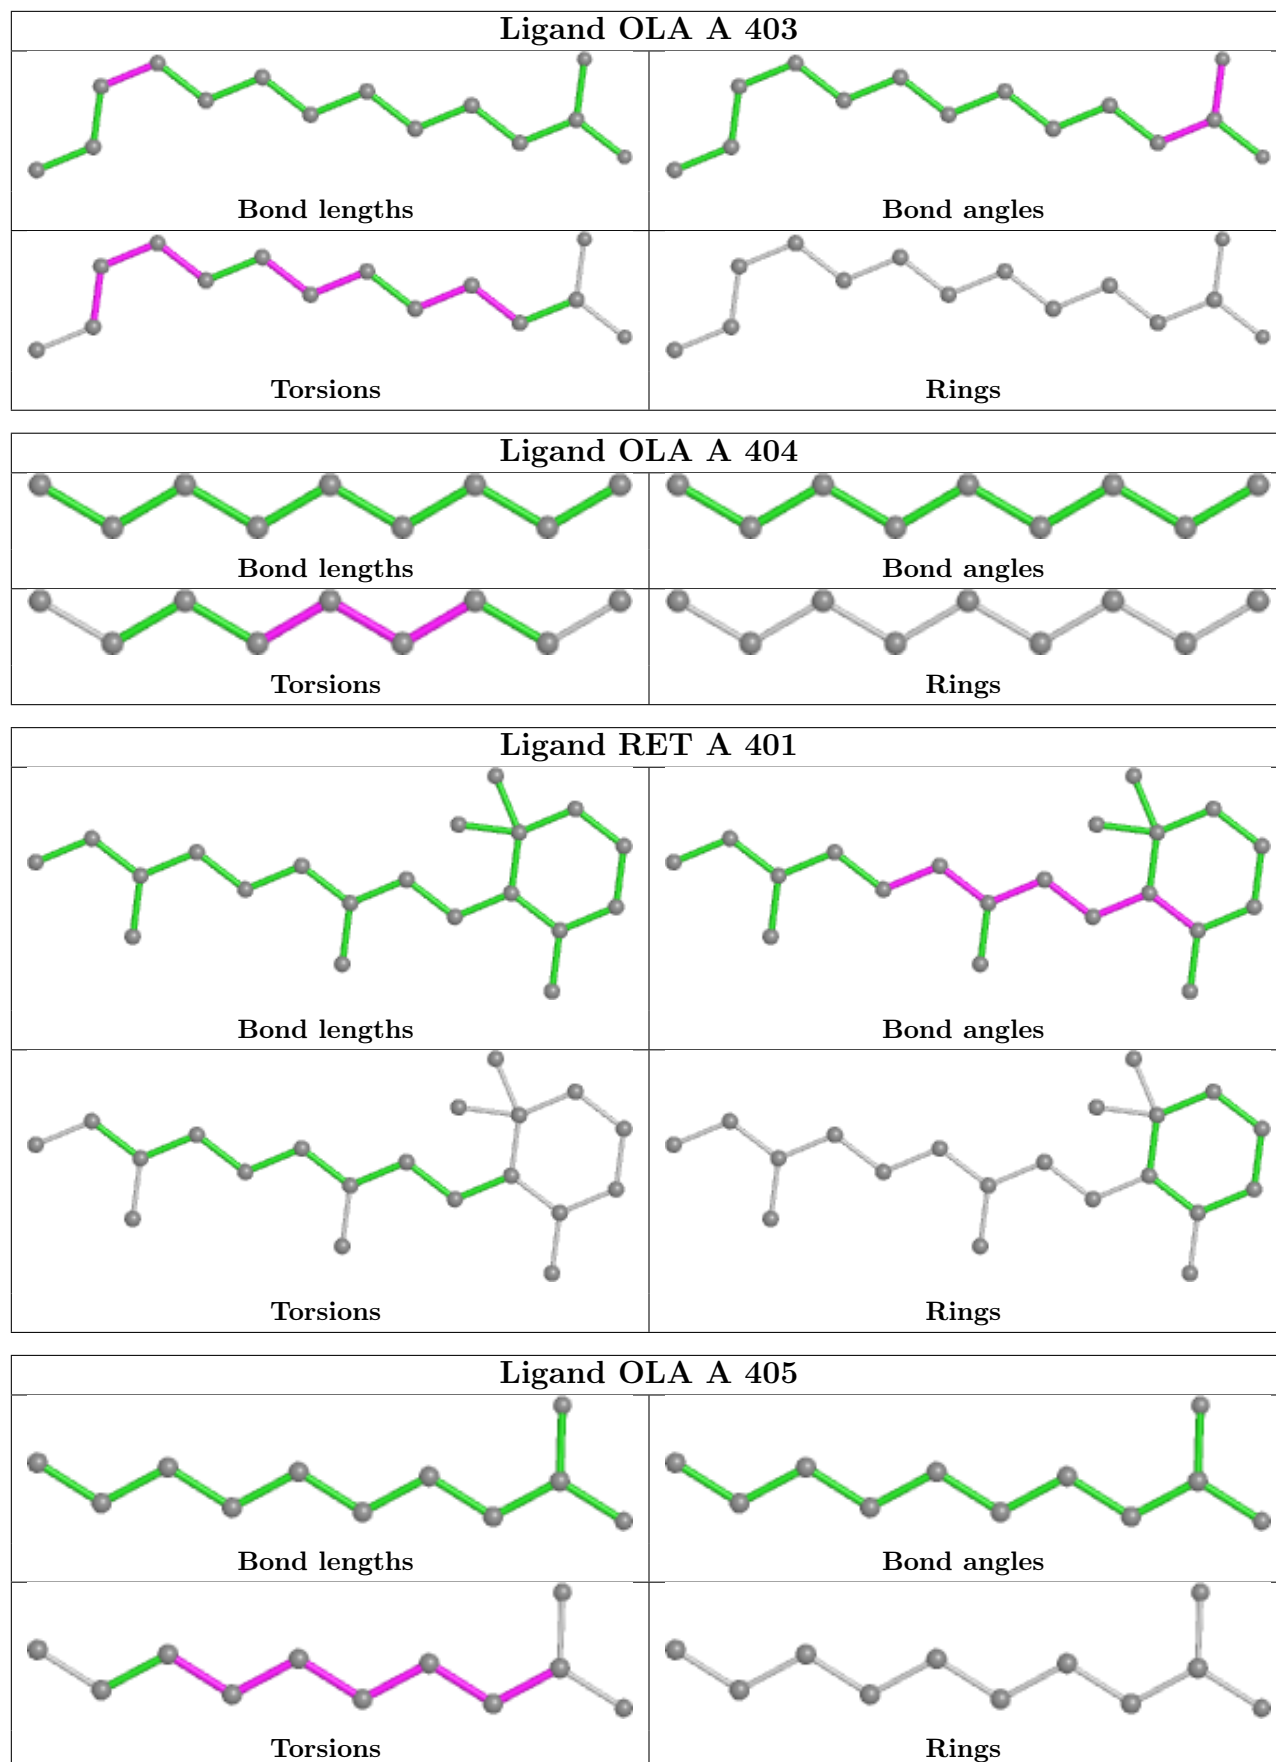 Ligand OLA A 403
Bond lengths
Bond angles
Torsions
Rings
Ligand OLA A 404
Bond lengths
Bond angles
Torsions
Rings
Ligand RET A 401
Bond lengths
Bond angles
Torsions
Rings
Ligand OLA A 405
Bond lengths
Bond angles
Torsions
Rings